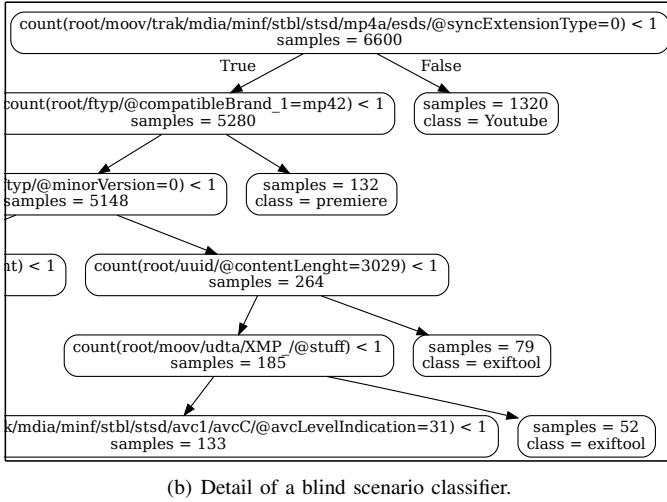 count(root/moov/trak/mdia/minf/stbl/stsd/mp4a/esds/@syncExtensionType=0) < 1
samples = 6600
True
False
count(root/ftyp/@compatibleBrand_1=mp42) < 1
samples = 5280
samples = 1320
class = Youtube
ftyp/@minorVersion=0) < 1
samples = 5148
samples = 132
class = premiere
nt) < 1
count(root/uuid/@contentLenght=3029) < 1
samples = 264
count(root/moov/udta/XMP_/@stuff) < 1
samples = 185
samples = 79
class = exiftool
k/mdia/minf/stbl/stsd/avc1/avcC/@avcLevelIndication=31) < 1
samples = 133
samples = 52
class = exiftool
(b) Detail of a blind scenario classifier.